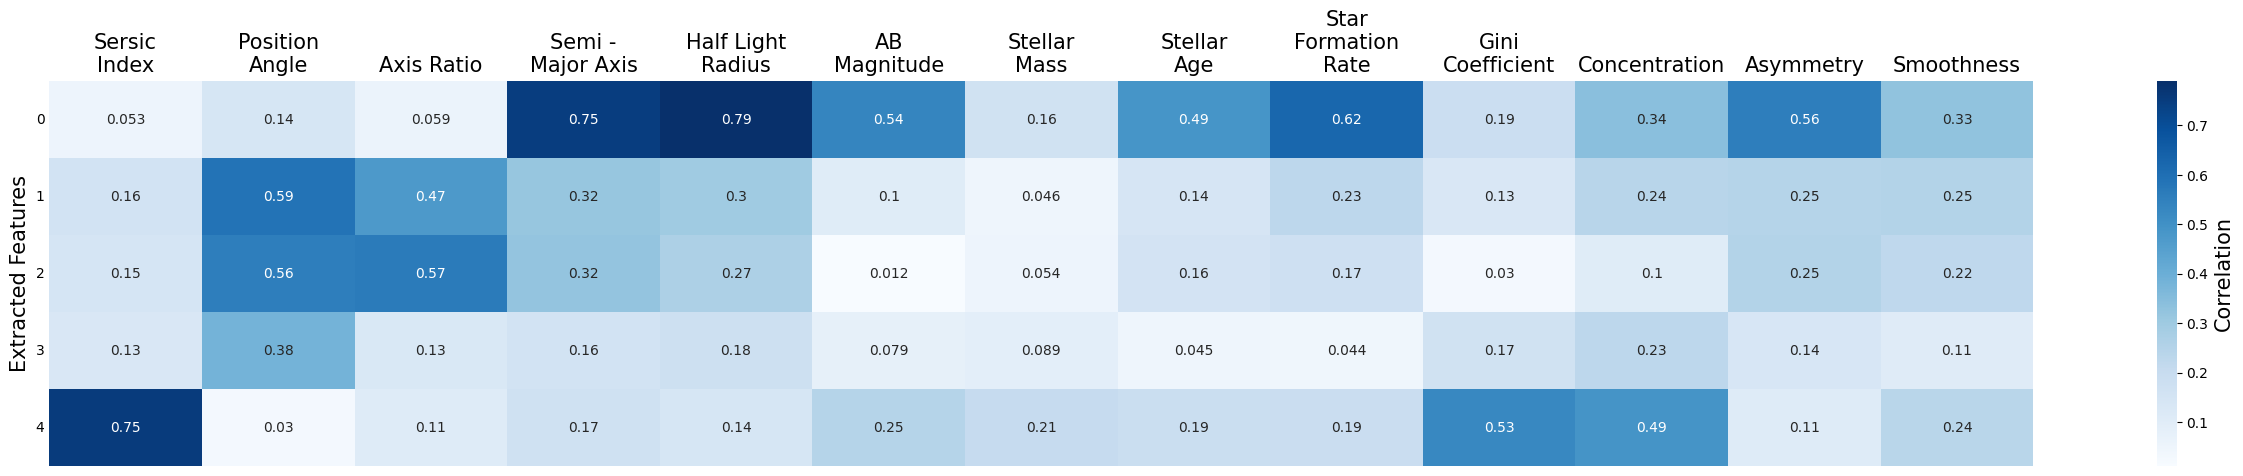 Sersic
Index
Position
Angle
Axis Ratio
Semi -
Major Axis
Half Light
Radius
AB
Magnitude
Stellar
Mass
Stellar
Age
Star
Formation
Rate
Gini
Coefficient
Concentration
Asymmetry
Smoothness
Extracted Features
0 0.053 0.14 0.059 0.75 0.79 0.54 0.16 0.49 0.62 0.19 0.34 0.56 0.33
1 0.16 0.59 0.47 0.32 0.3 0.1 0.046 0.14 0.23 0.13 0.24 0.25 0.25
2 0.15 0.56 0.57 0.32 0.27 0.012 0.054 0.16 0.17 0.03 0.1 0.25 0.22
3 0.13 0.38 0.13 0.16 0.18 0.079 0.089 0.045 0.044 0.17 0.23 0.14 0.11
4 0.75 0.03 0.11 0.17 0.14 0.25 0.21 0.19 0.19 0.53 0.49 0.11 0.24
0.7
0.6
0.5
0.4
0.3
0.2
0.1
Correlation